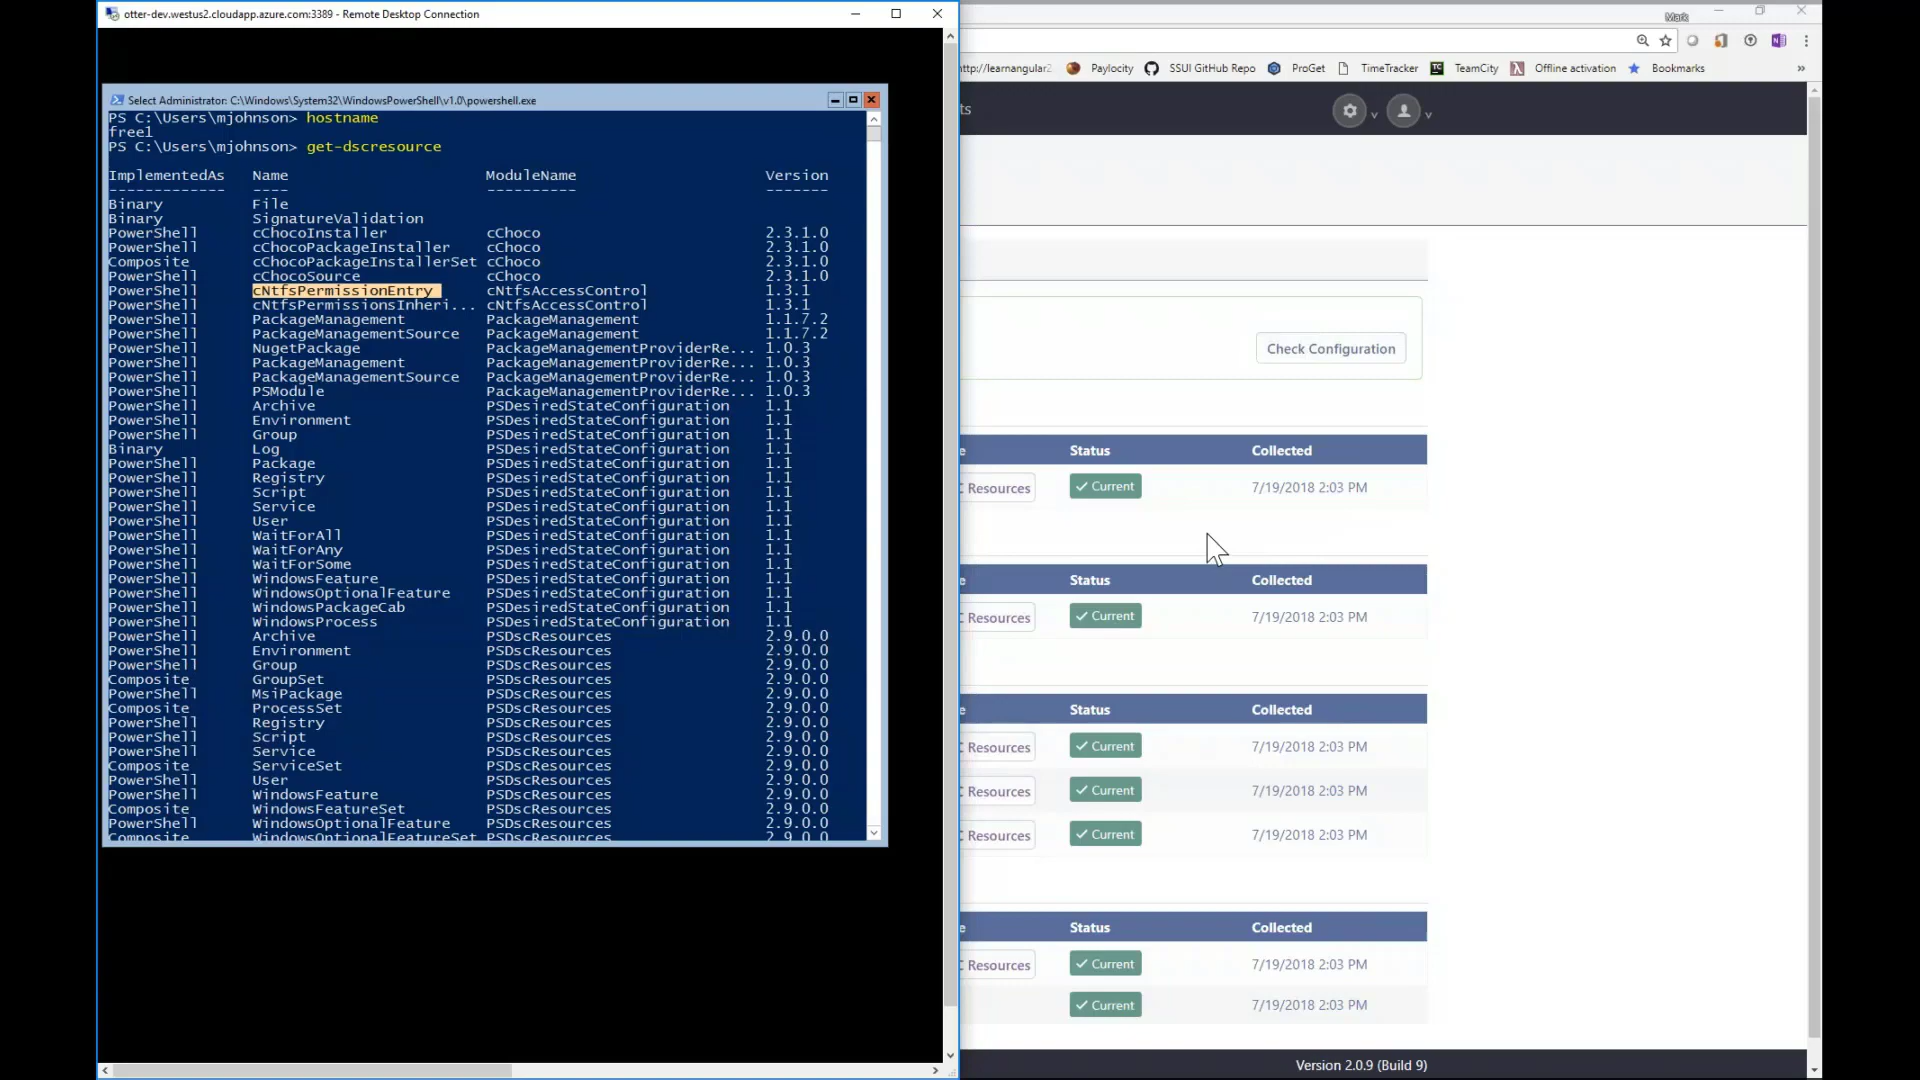 otter-dev.westus2.cloudapp.azure.com:3389 - Remote Desktop Connection
Select Administrator: C:\Windows\System32\WindowsPowerShell\v1.0\powershell.exe
PS C:\Users\mjohnson> hostname
free1
PS C:\Users\mjohnson> get-dscresource
ImplementedAs Name ModuleName Version
------------- ---- ---------- -------
Binary File
Binary SignatureValidation
PowerShell cChocoInstaller cChoco 2.3.1.0
PowerShell cChocoPackageInstaller cChoco 2.3.1.0
Composite cChocoPackageInstallerSet cChoco 2.3.1.0
PowerShell cChocoSource cChoco 2.3.1.0
PowerShell cNtfsPermissionEntry cNtfsAccessControl 1.3.1
PowerShell cNtfsPermissionsInheri... cNtfsAccessControl 1.3.1
PowerShell PackageManagement PackageManagement 1.1.7.2
PowerShell PackageManagementSource PackageManagement 1.1.7.2
PowerShell NugetPackage PackageManagementProviderRe... 1.0.3
PowerShell PackageManagement PackageManagementProviderRe... 1.0.3
PowerShell PackageManagementSource PackageManagementProviderRe... 1.0.3
PowerShell PSModule PackageManagementProviderRe... 1.0.3
PowerShell Archive PSDesiredStateConfiguration 1.1
PowerShell Environment PSDesiredStateConfiguration 1.1
PowerShell Group PSDesiredStateConfiguration 1.1
Binary Log PSDesiredStateConfiguration 1.1
PowerShell Package PSDesiredStateConfiguration 1.1
PowerShell Registry PSDesiredStateConfiguration 1.1
PowerShell Script PSDesiredStateConfiguration 1.1
PowerShell Service PSDesiredStateConfiguration 1.1
PowerShell User PSDesiredStateConfiguration 1.1
PowerShell WaitForAll PSDesiredStateConfiguration 1.1
PowerShell WaitForAny PSDesiredStateConfiguration 1.1
PowerShell WaitForSome PSDesiredStateConfiguration 1.1
PowerShell WindowsFeature PSDesiredStateConfiguration 1.1
PowerShell WindowsOptionalFeature PSDesiredStateConfiguration 1.1
PowerShell WindowsPackageCab PSDesiredStateConfiguration 1.1
PowerShell WindowsProcess PSDesiredStateConfiguration 1.1
PowerShell Archive PSDscResources 2.9.0.0
PowerShell Environment PSDscResources 2.9.0.0
PowerShell Group PSDscResources 2.9.0.0
Composite GroupSet PSDscResources 2.9.0.0
PowerShell MsiPackage PSDscResources 2.9.0.0
Composite ProcessSet PSDscResources 2.9.0.0
PowerShell Registry PSDscResources 2.9.0.0
PowerShell Script PSDscResources 2.9.0.0
PowerShell Service PSDscResources 2.9.0.0
Composite ServiceSet PSDscResources 2.9.0.0
PowerShell User PSDscResources 2.9.0.0
PowerShell WindowsFeature PSDscResources 2.9.0.0
Composite WindowsFeatureSet PSDscResources 2.9.0.0
PowerShell WindowsOptionalFeature PSDscResources 2.9.0.0
Composite WindowsOptionalFeatureSet PSDscResources 2.9.0.0
Mark
http://learnangular2 Paylocity SSUI GitHub Repo ProGet TimeTracker TC TeamCity Offline activation Bookmarks »
ts
Check Configuration
e Status Collected
C Resources Current 7/19/2018 2:03 PM
e Status Collected
C Resources Current 7/19/2018 2:03 PM
e Status Collected
C Resources Current 7/19/2018 2:03 PM
C Resources Current 7/19/2018 2:03 PM
C Resources Current 7/19/2018 2:03 PM
e Status Collected
C Resources Current 7/19/2018 2:03 PM
Current 7/19/2018 2:03 PM
Version 2.0.9 (Build 9)